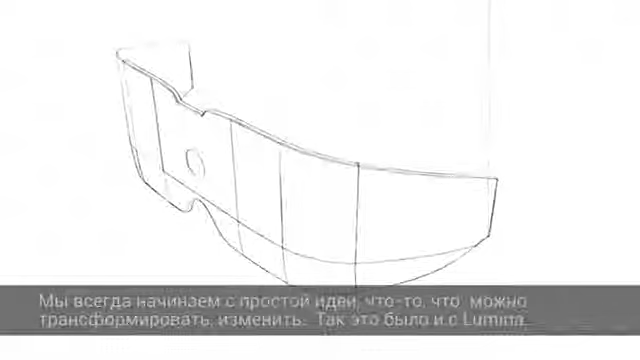 Мы всегда начинаем с простой идеи, что-то, что можно
трансформировать, изменить. Так это было и с Lumina.